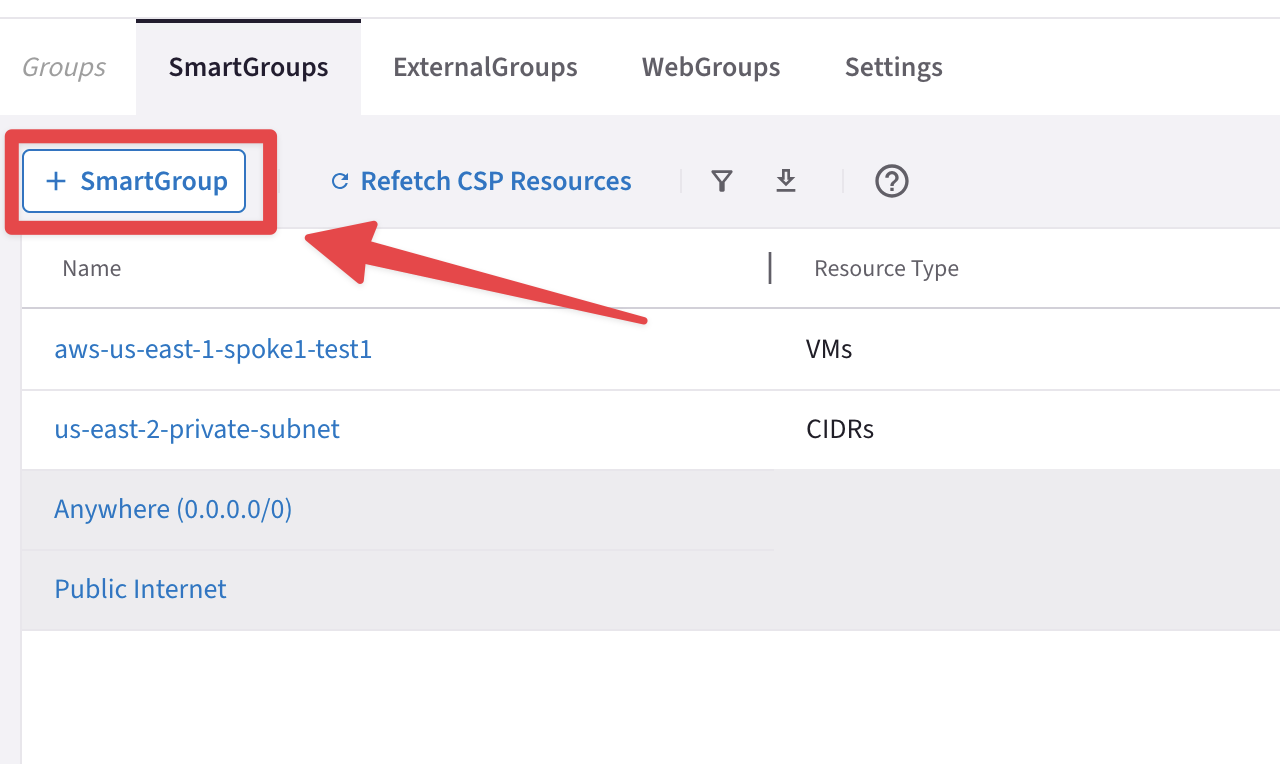 Groups SmartGroups ExternalGroups WebGroups Settings
+ SmartGroup Refetch CSP Resources ?
Name Resource Type
aws-us-east-1-spoke1-test1 VMs
us-east-2-private-subnet CIDRs
Anywhere (0.0.0.0/0)
Public Internet